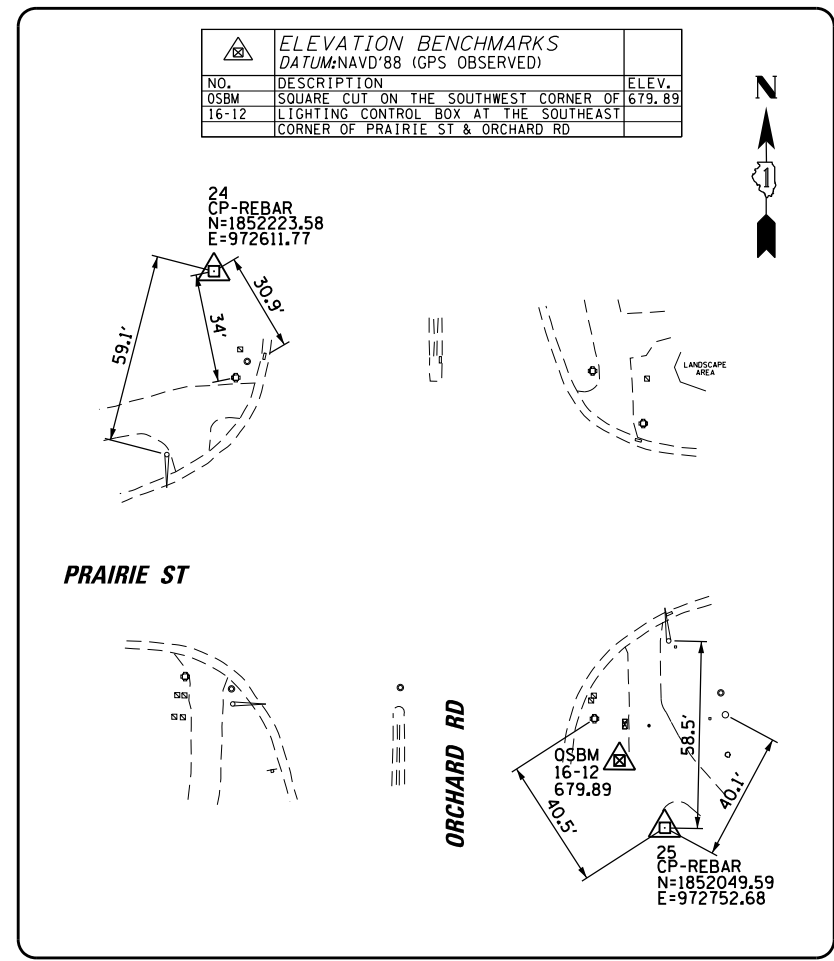 ELEVATION BENCHMARKS
DATUM:NAVD'88 (GPS OBSERVED)
NO. DESCRIPTION ELEV.
OSBM SQUARE CUT ON THE SOUTHWEST CORNER OF 679.89
16-12 LIGHTING CONTROL BOX AT THE SOUTHEAST
CORNER OF PRAIRIE ST & ORCHARD RD
N
1
24
CP-REBAR
N=1852223.58
E=972611.77
59.1'
34'
30.9'
LANDSCAPE
AREA
PRAIRIE ST
ORCHARD RD
OSBM
16-12
679.89
58.5'
40.5'
40.1'
25
CP-REBAR
N=1852049.59
E=972752.68